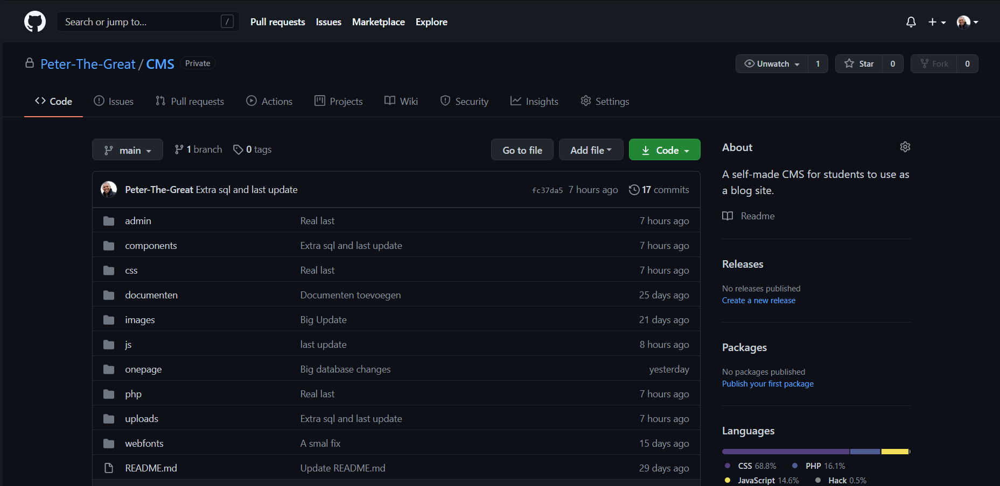 Search or jump to... /
Pull requests Issues Marketplace Explore
Peter-The-Great / CMS Private
Unwatch 1 Star 0 Fork 0
Code Issues Pull requests Actions Projects Wiki Security Insights Settings
main 1 branch 0 tags
Go to file Add file Code
Peter-The-Great Extra sql and last update fc37da5 7 hours ago 17 commits
admin Real last 7 hours ago
components Extra sql and last update 7 hours ago
css Real last 7 hours ago
documenten Documenten toevoegen 25 days ago
images Big Update 21 days ago
js last update 8 hours ago
onepage Big database changes yesterday
php Real last 7 hours ago
uploads Extra sql and last update 7 hours ago
webfonts A smal fix 15 days ago
README.md Update README.md 29 days ago
About
A self-made CMS for students to use as
a blog site.
Readme
Releases
No releases published
Create a new release
Packages
No packages published
Publish your first package
Languages
CSS 68.8% PHP 16.1%
JavaScript 14.6% Hack 0.5%